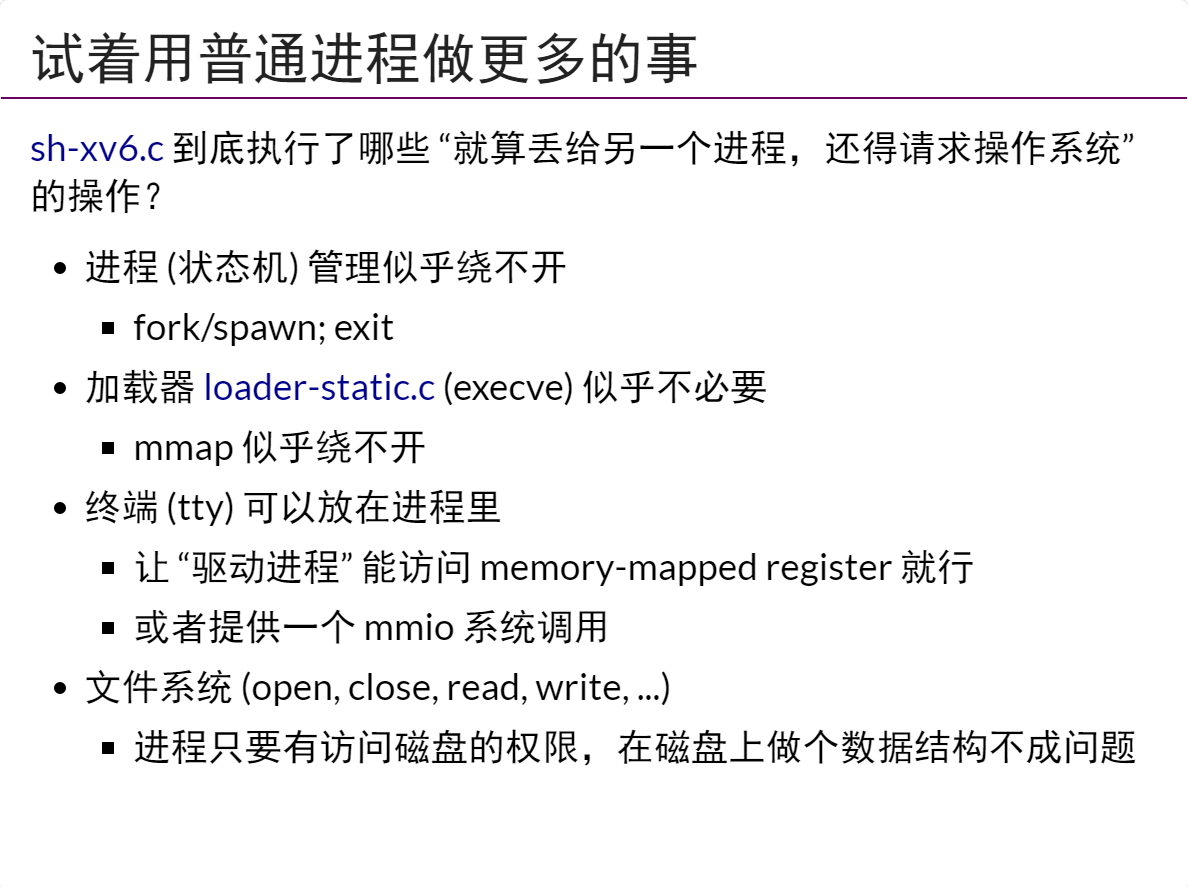 试着用普通进程做更多的事
sh-xv6.c 到底执行了哪些 “就算丢给另一个进程，还得请求操作系统”
的操作？
进程 (状态机) 管理似乎绕不开
fork/spawn; exit
加载器 loader-static.c (execve) 似乎不必要
mmap 似乎绕不开
终端 (tty) 可以放在进程里
让 “驱动进程” 能访问 memory-mapped register 就行
或者提供一个 mmio 系统调用
文件系统 (open, close, read, write, ...)
进程只要有访问磁盘的权限，在磁盘上做个数据结构不成问题